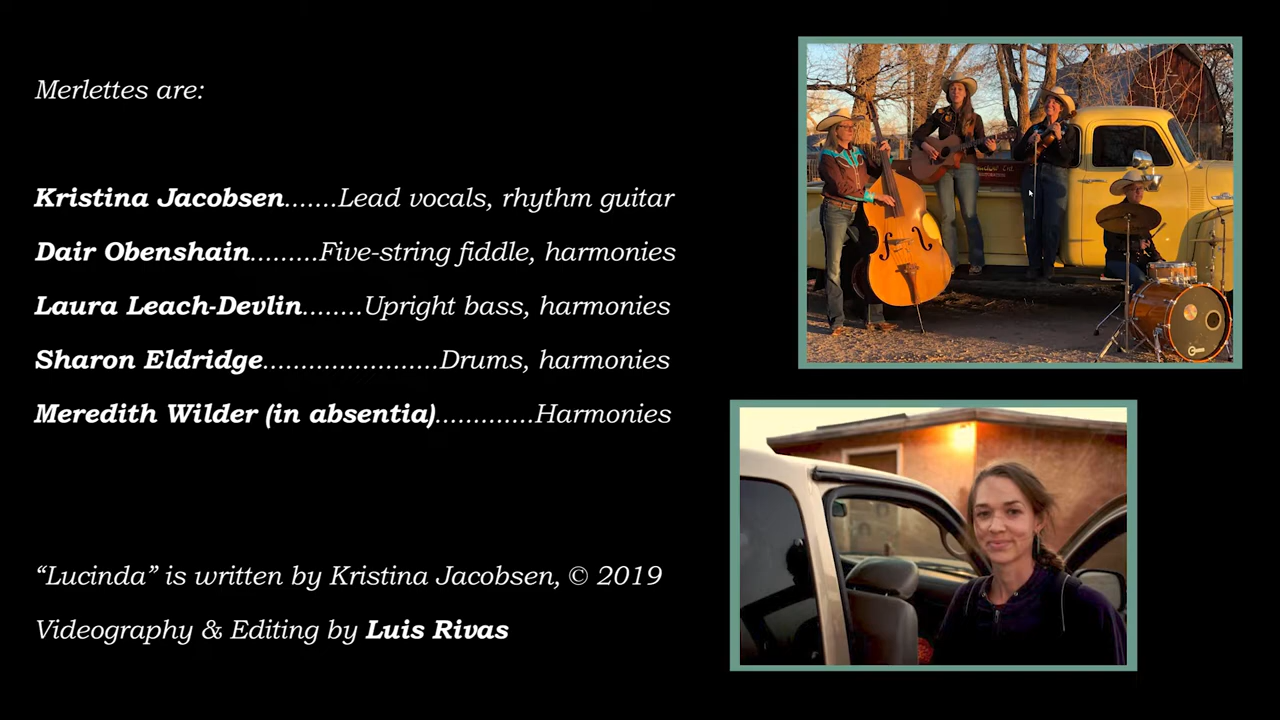 Merlettes are:
Kristina Jacobsen.......Lead vocals, rhythm guitar
Dair Obenshain.........Five-string fiddle, harmonies
Laura Leach-Devlin........Upright bass, harmonies
Sharon Eldridge.......................Drums, harmonies
Meredith Wilder (in absentia).............Harmonies
“Lucinda” is written by Kristina Jacobsen, © 2019
Videography & Editing by Luis Rivas